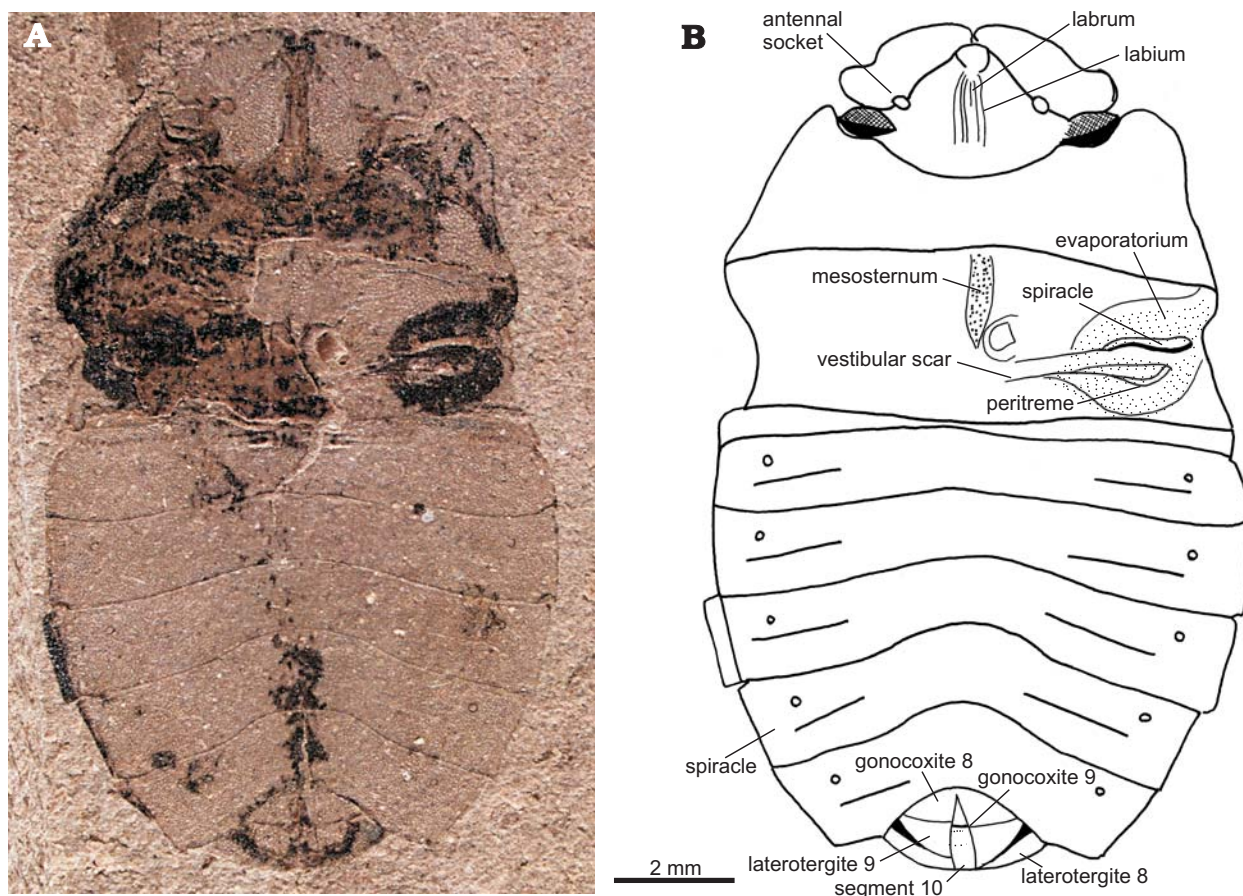 A
B
antennal
socket
labrum
labium
evaporatorium
mesosternum
spiracle
vestibular scar
peritreme
spiracle
gonocoxite 8
gonocoxite 9
laterotergite 9
laterotergite 8
segment 10
2 mm